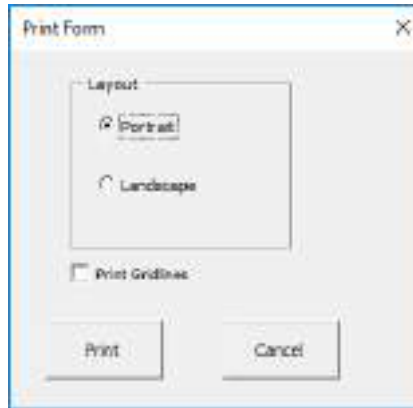 Print Form
Layout
Portrait
Landscape
Print Gridlines
Print
Cancel